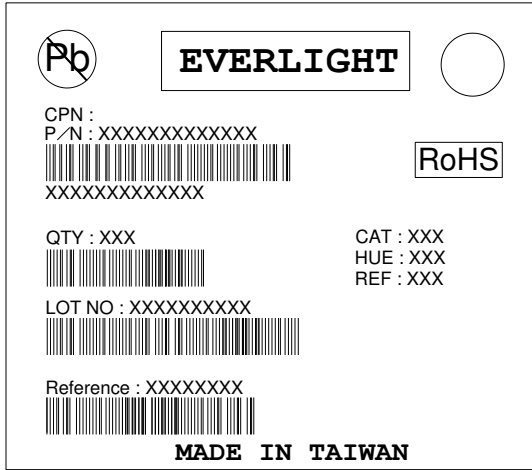 Pb
EVERLIGHT
CPN :
P/N : XXXXXXXXXXXXX
RoHS
XXXXXXXXXXXXX
QTY : XXX
CAT : XXX
HUE : XXX
REF : XXX
LOT NO : XXXXXXXXXX
Reference : XXXXXXXX
MADE IN TAIWAN